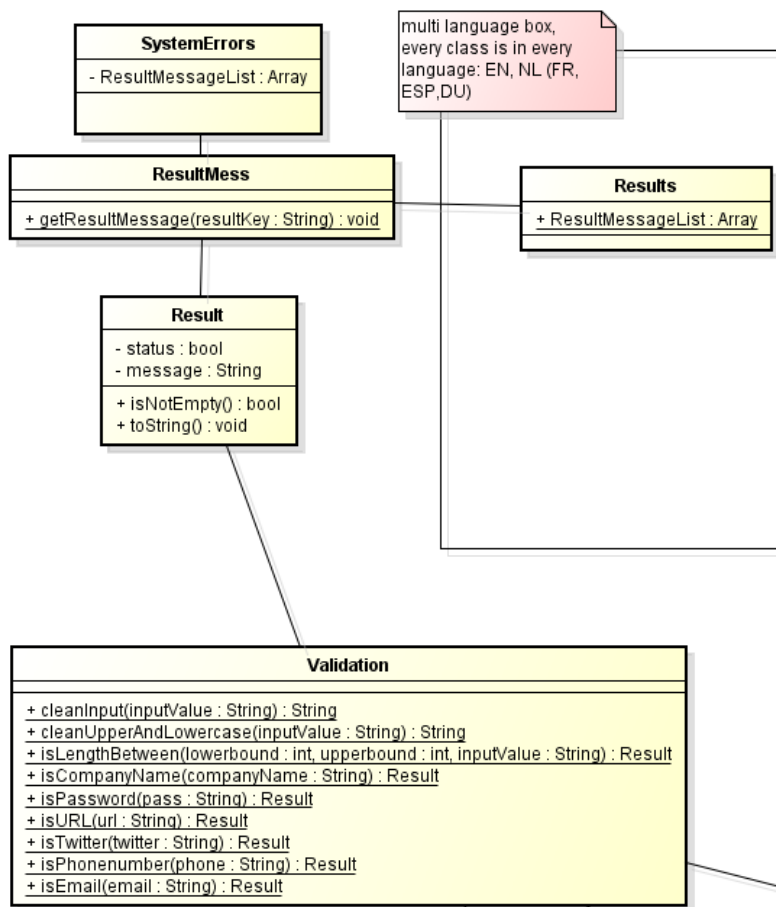 SystemErrors
- ResultMessageList : Array
multi language box,
every class is in every
language: EN, NL (FR,
ESP,DU)
ResultMess
+ getResultMessage(resultKey : String) : void
Results
+ ResultMessageList : Array
Result
- status : bool
- message : String
+ isNotEmpty() : bool
+ toString() : void
Validation
+ cleanInput(inputValue : String) : String
+ cleanUpperAndLowercase(inputValue : String) : String
+ isLengthBetween(lowerbound : int, upperbound : int, inputValue : String) : Result
+ isCompanyName(companyName : String) : Result
+ isPassword(pass : String) : Result
+ isURL(url : String) : Result
+ isTwitter(twitter : String) : Result
+ isPhonenumber(phone : String) : Result
+ isEmail(email : String) : Result